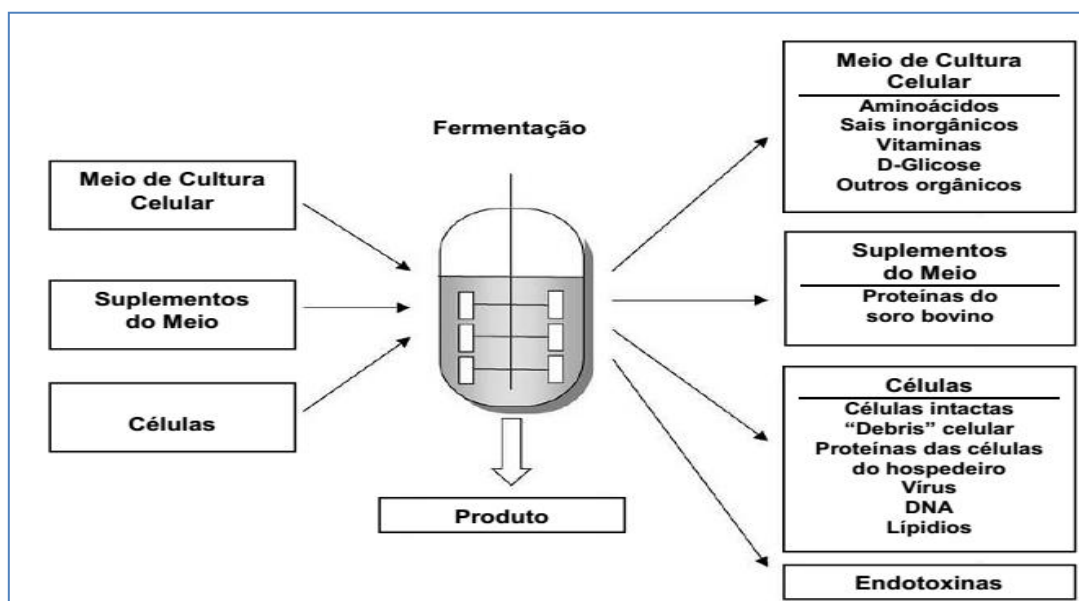 Fermentação
Meio de Cultura
Celular
Suplementos
do Meio
Células
Produto
Meio de Cultura
Celular
Aminoácidos
Sais inorgânicos
Vitaminas
D-Glicose
Outros orgânicos
Suplementos
do Meio
Proteínas do
soro bovino
Células
Células intactas
“Debris” celular
Proteínas das células
do hospedeiro
Vírus
DNA
Lípidios
Endotoxinas